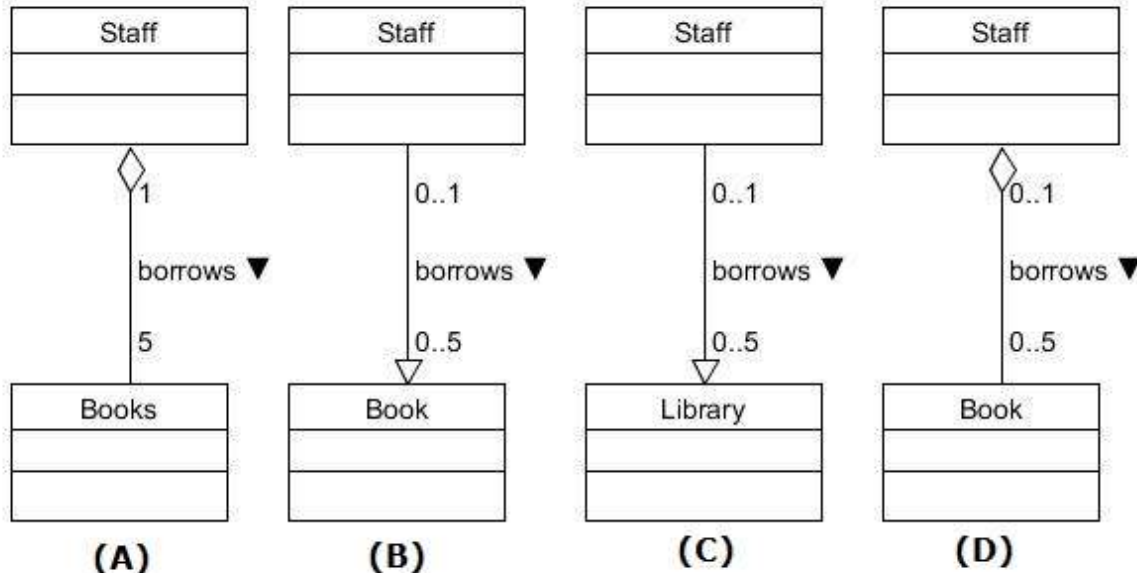 Staff
1
borrows ▼
5
Books
(A)
Staff
0..1
borrows ▼
0..5
Book
(B)
Staff
0..1
borrows ▼
0..5
Library
(C)
Staff
0..1
borrows ▼
0..5
Book
(D)